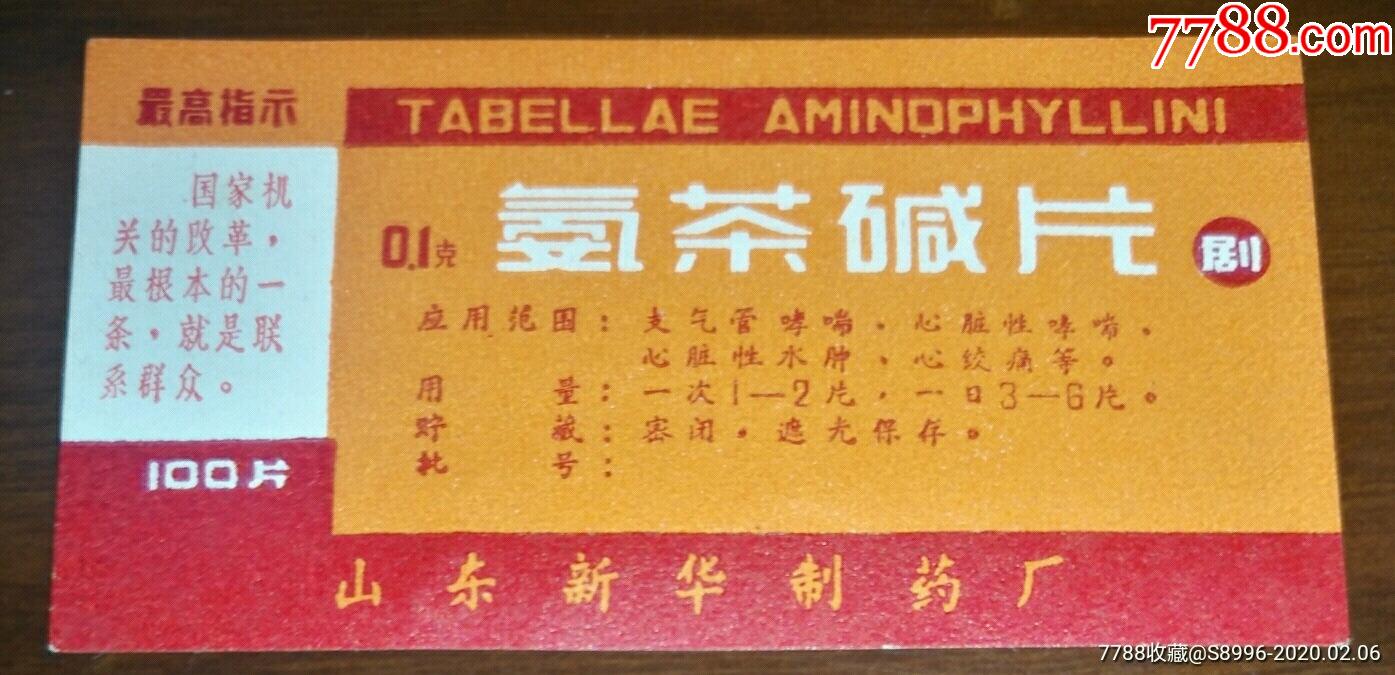 7788.com
最高指示
国家机
关的改革，
最根本的一
条，就是联
系群众。
100片
TABELLAE AMINOPHYLLINI
0.1克 氨茶碱片 剧
应用范围：支气管哮喘、心脏性哮喘、
心脏性水肿、心绞痛等。
用量：一次1—2片，一日3—6片。
贮藏：密闭，遮光保存。
批号：
山东新华制药厂
7788收藏@S8996-2020.02.06